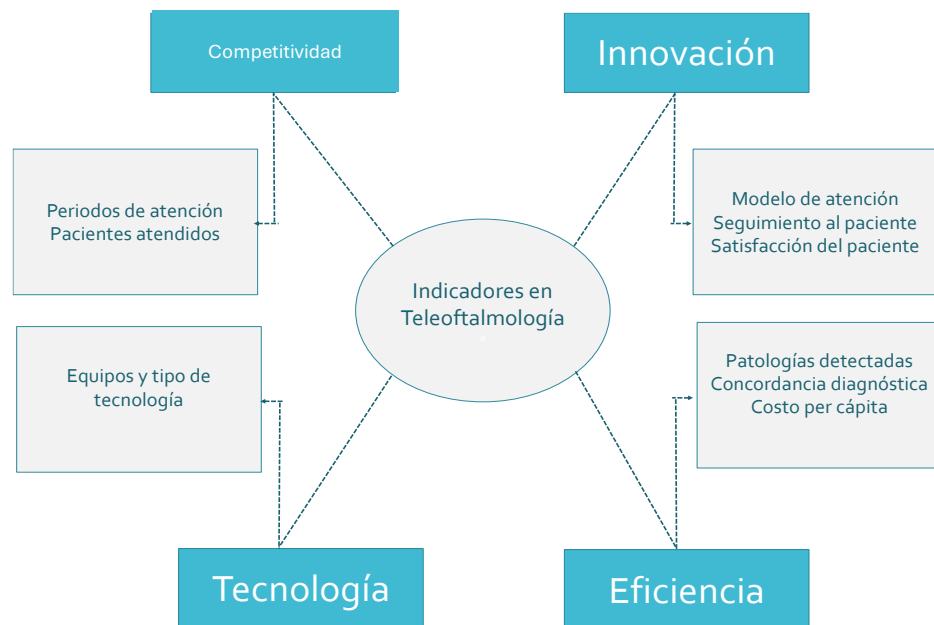 Competitividad
Innovación
Periodos de atención
Pacientes atendidos
Modelo de atención
Seguimiento al paciente
Satisfacción del paciente
Indicadores en
Teleoftalmología
Equipos y tipo de
tecnología
Patologías detectadas
Concordancia diagnóstica
Costo per cápita
Tecnología
Eficiencia